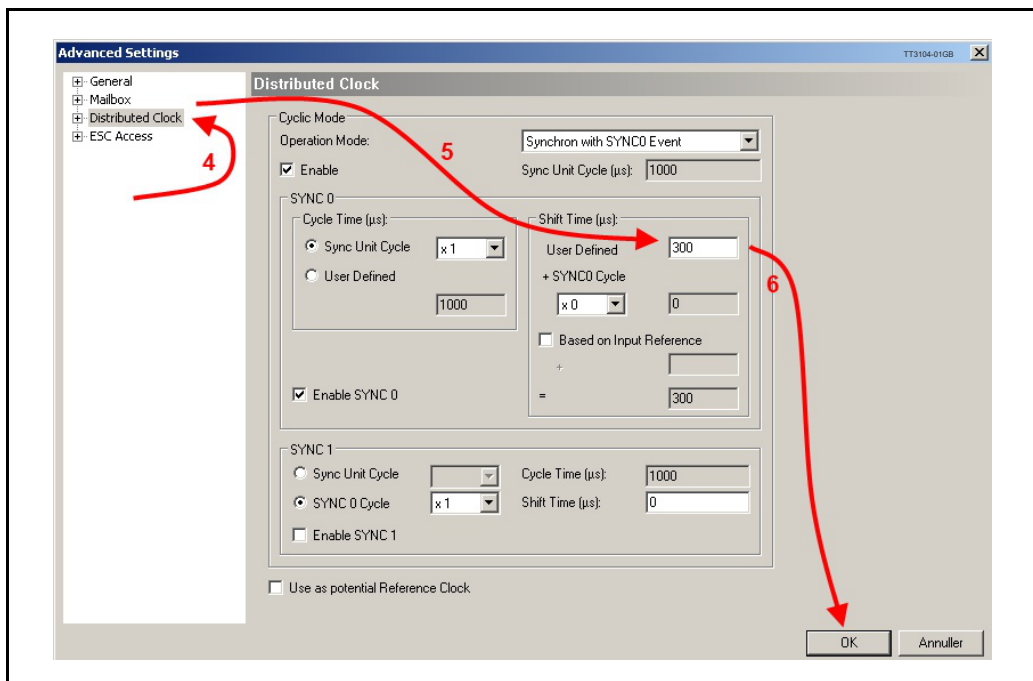 Advanced Settings
TT3104-01GB
General
Mailbox
Distributed Clock
ESC Access
4
Distributed Clock
Cyclic Mode
Operation Mode:
Synchron with SYNC0 Event
5
Enable
Sync Unit Cycle (µs):
1000
SYNC 0
Cycle Time (µs):
Sync Unit Cycle
x 1
User Defined
1000
Shift Time (µs):
User Defined
300
+ SYNC0 Cycle
x 0
0
6
Based on Input Reference
+
Enable SYNC 0
=
300
SYNC 1
Sync Unit Cycle
Cycle Time (µs):
1000
SYNC 0 Cycle
x 1
Shift Time (µs):
0
Enable SYNC 1
Use as potential Reference Clock
OK
Annuller